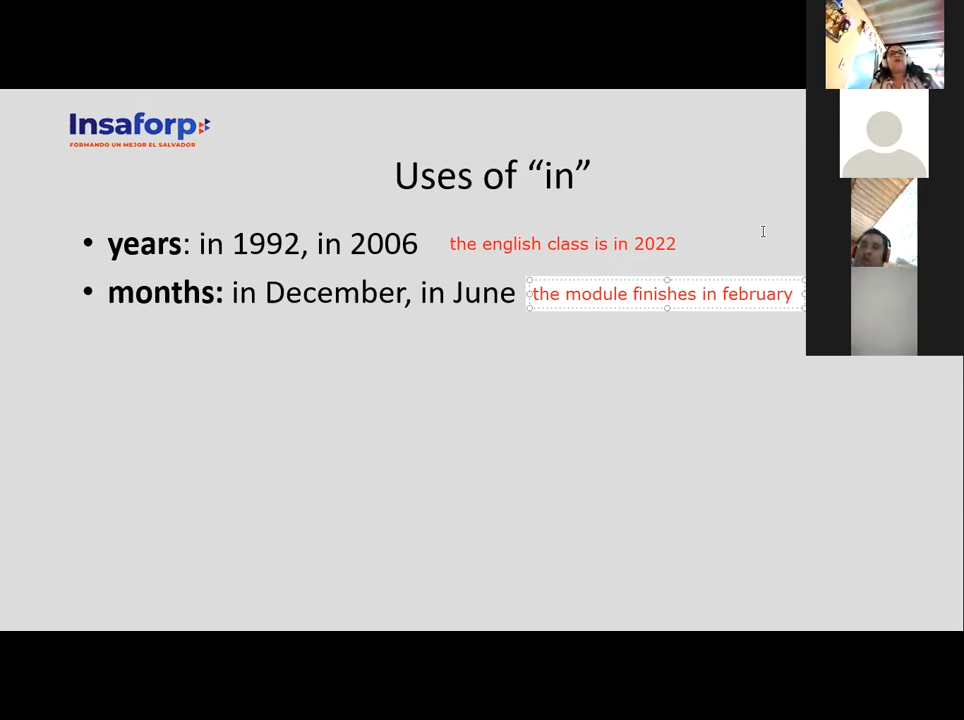 Insaforp
FORMANDO UN MEJOR EL SALVADOR
Uses of “in”
• years: in 1992, in 2006 the english class is in 2022
• months: in December, in June the module finishes in february